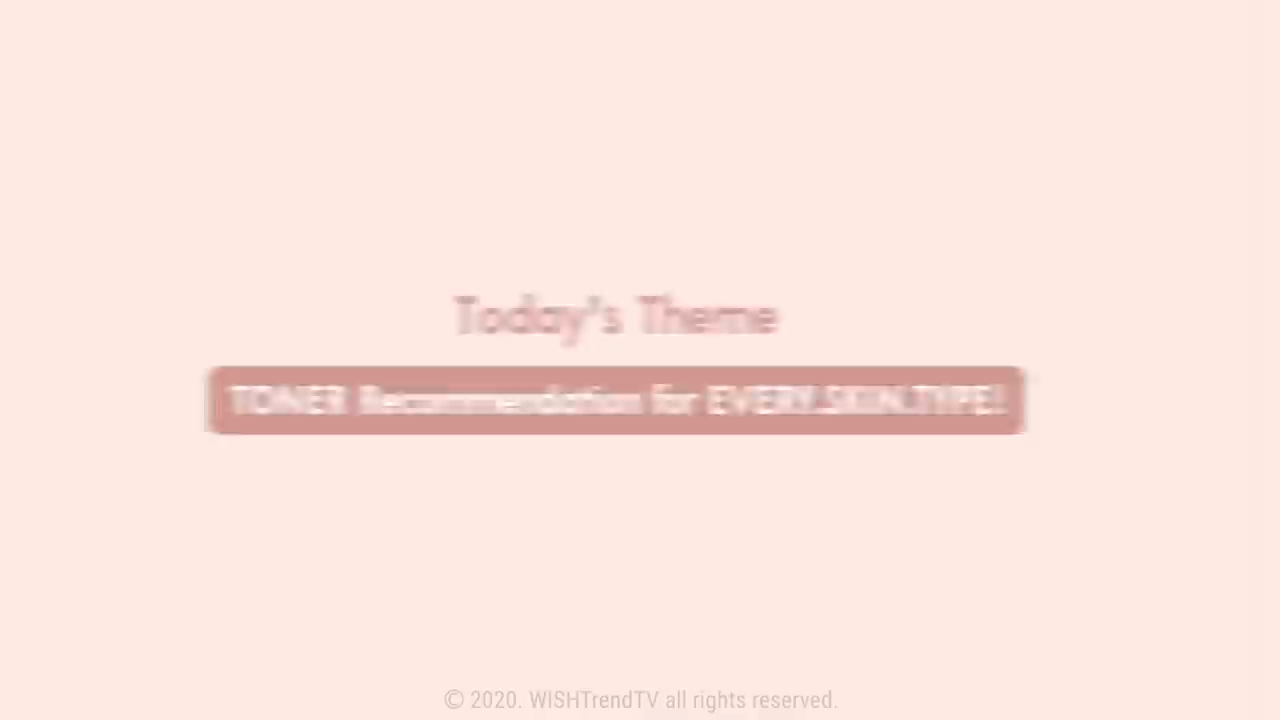 Today's Theme
TONER Recommendation for EVERY SKIN TYPE!
© 2020. WISHTrendTV all rights reserved.